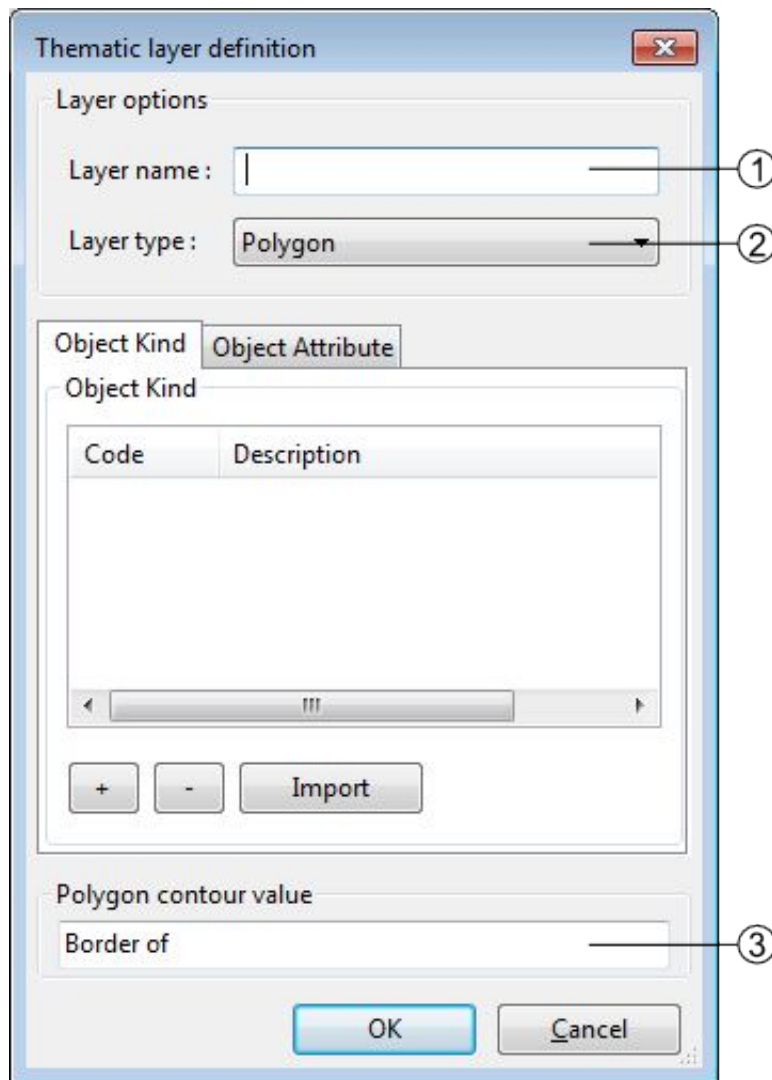 Thematic layer definition
Layer options
Layer name :
1
Layer type : Polygon
2
Object Kind Object Attribute
Object Kind
Code Description
+ - Import
Polygon contour value
Border of
3
OK Cancel